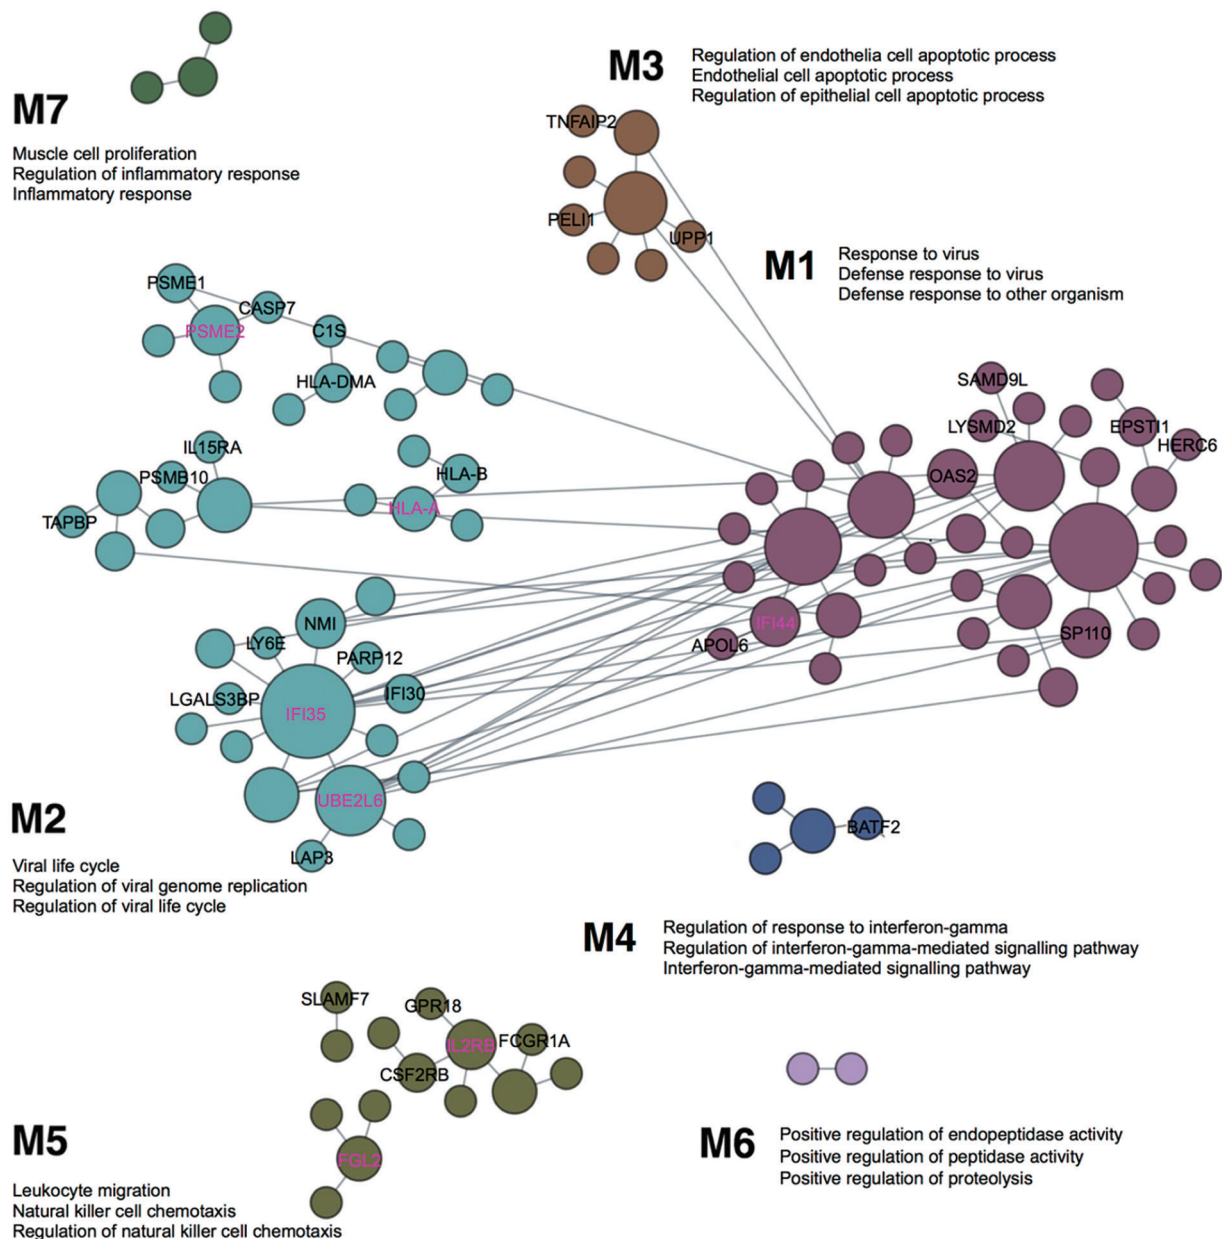 M7
Muscle cell proliferation
Regulation of inflammatory response
Inflammatory response
M3
Regulation of endothelia cell apoptotic process
Endothelial cell apoptotic process
Regulation of epithelial cell apoptotic process
TNFAIP2
PELI1
UPP1
M1
Response to virus
Defense response to virus
Defense response to other organism
PSME1
CASP7
PSME2
C1S
HLA-DMA
IL15RA
PSMB10
TAPBP
HLA-B
HLA-A
SAMD9L
LYSMD2
EPSTI1
HERC6
OAS2
IFI44
APOL6
SP110
NMI
LY6E
PARP12
LGALS3BP
IFI30
IFI35
UBE2L6
LAP3
M2
Viral life cycle
Regulation of viral genome replication
Regulation of viral life cycle
BATF2
M4
Regulation of response to interferon-gamma
Regulation of interferon-gamma-mediated signalling pathway
Interferon-gamma-mediated signalling pathway
SLAMF7
GPR18
IL2RB
FCGR1A
CSF2RB
FGL2
M5
Leukocyte migration
Natural killer cell chemotaxis
Regulation of natural killer cell chemotaxis
M6
Positive regulation of endopeptidase activity
Positive regulation of peptidase activity
Positive regulation of proteolysis